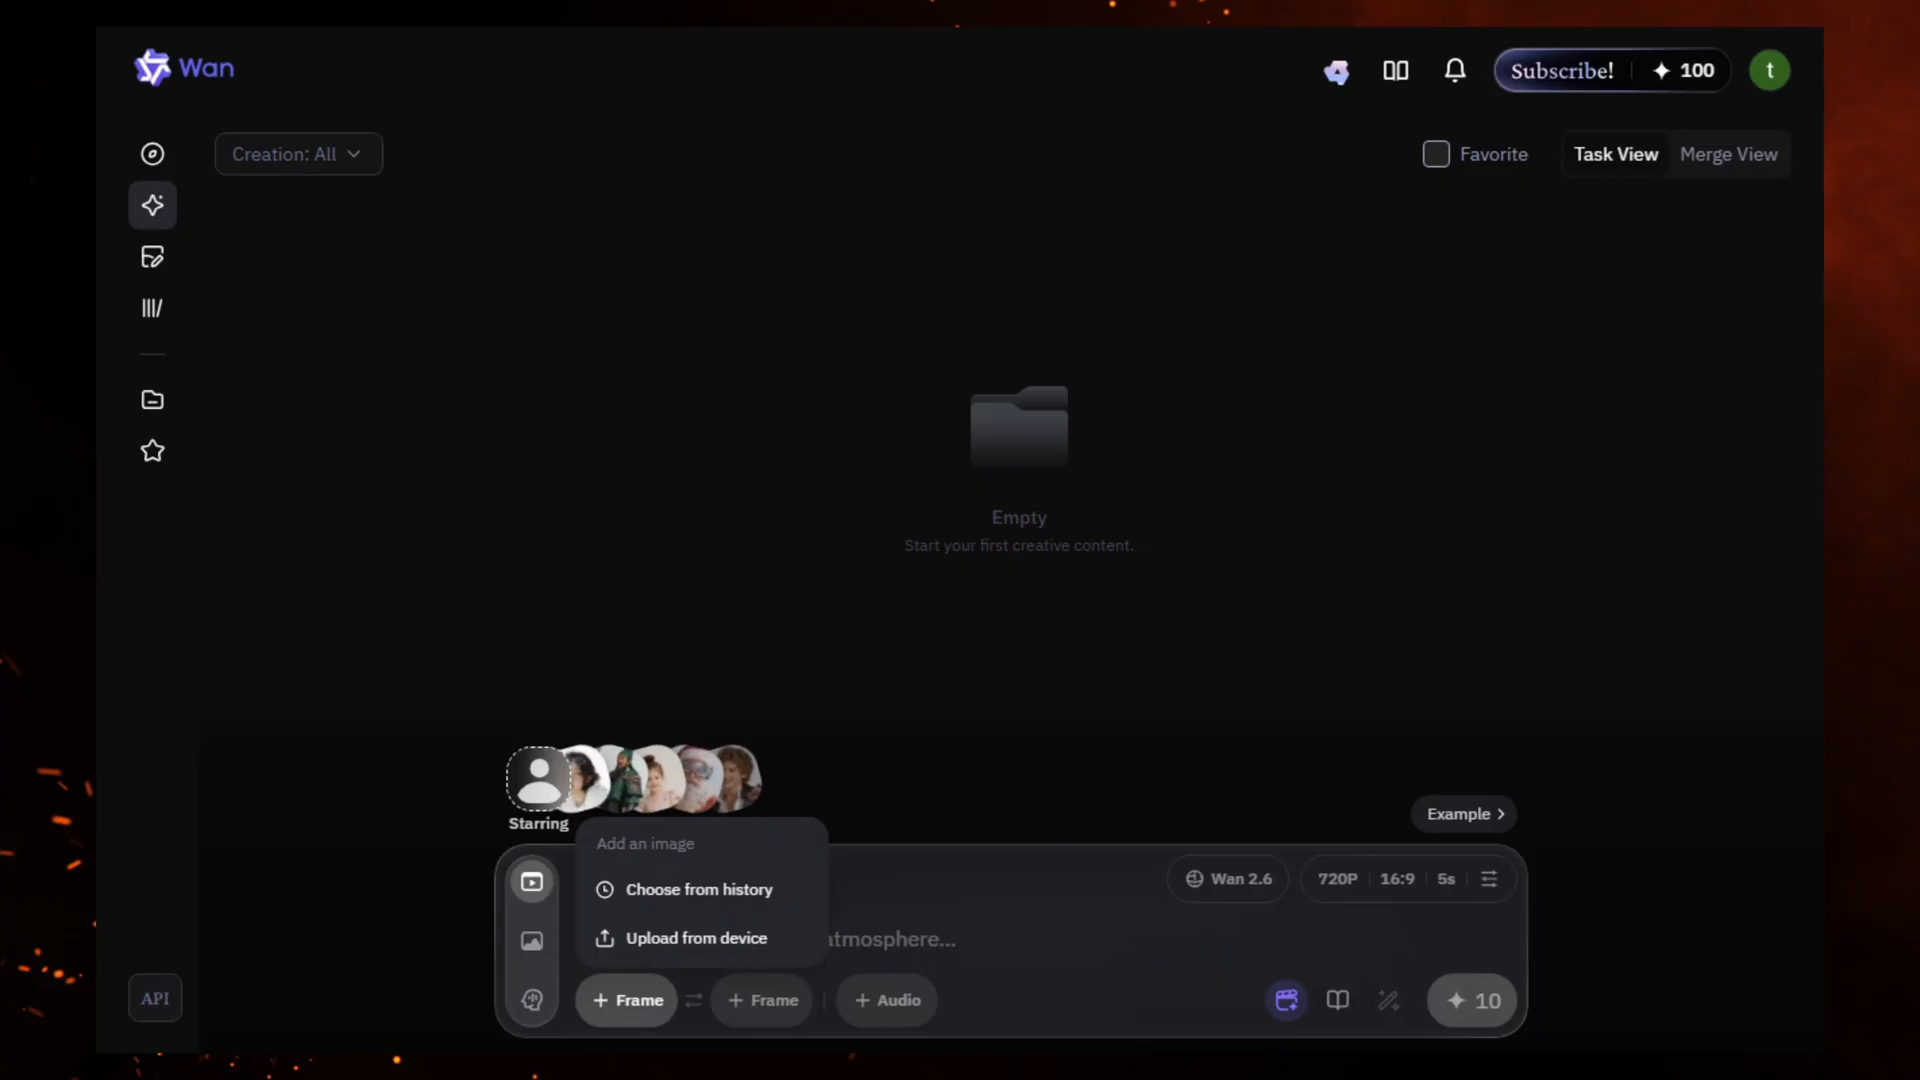 Wan
Subscribe! 100 t
Creation: All
Favorite Task View Merge View
Empty
Start your first creative content.
Starring
Example
Add an image
Choose from history
Upload from device
Wan 2.6 720P 16:9 5s
atmosphere...
API
+ Frame + Frame + Audio 10